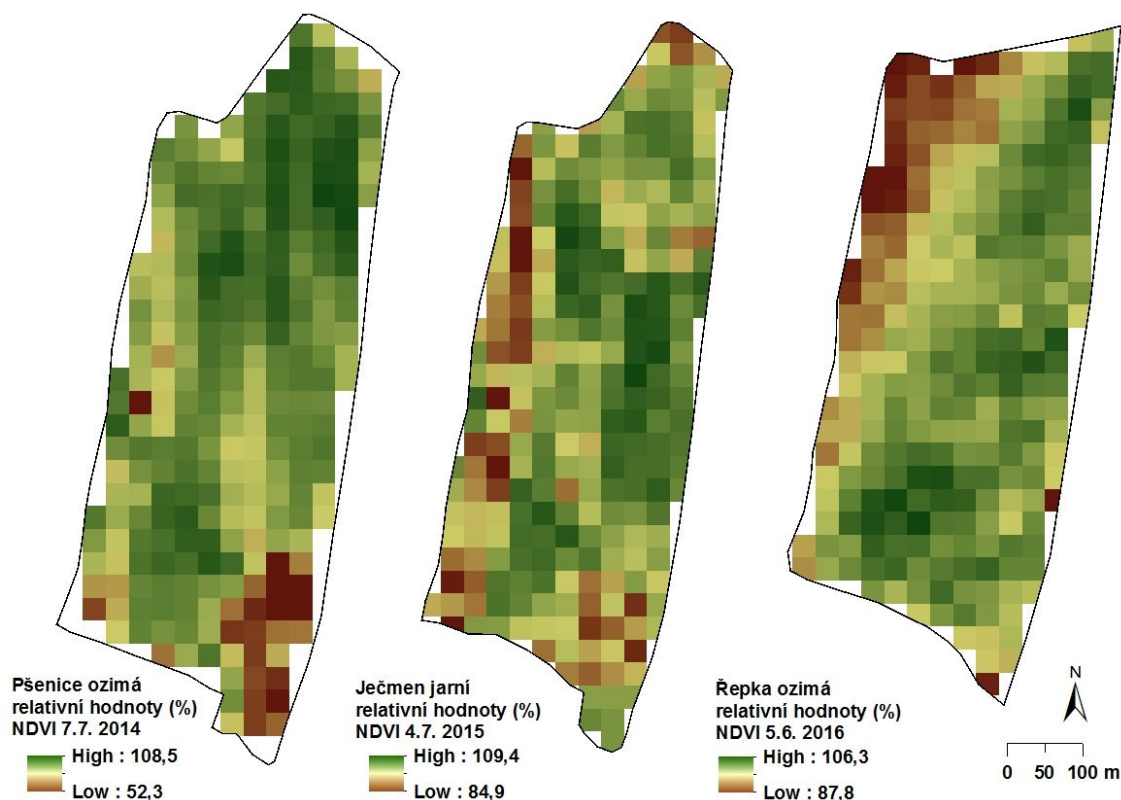 Pšenice ozimá
relativní hodnoty (%)
NDVI 7.7. 2014
High : 108,5
Low : 52,3
Ječmen jarní
relativní hodnoty (%)
NDVI 4.7. 2015
High : 109,4
Low : 84,9
Řepka ozimá
relativní hodnoty (%)
NDVI 5.6. 2016
High : 106,3
Low : 87,8
N
0 50 100 m